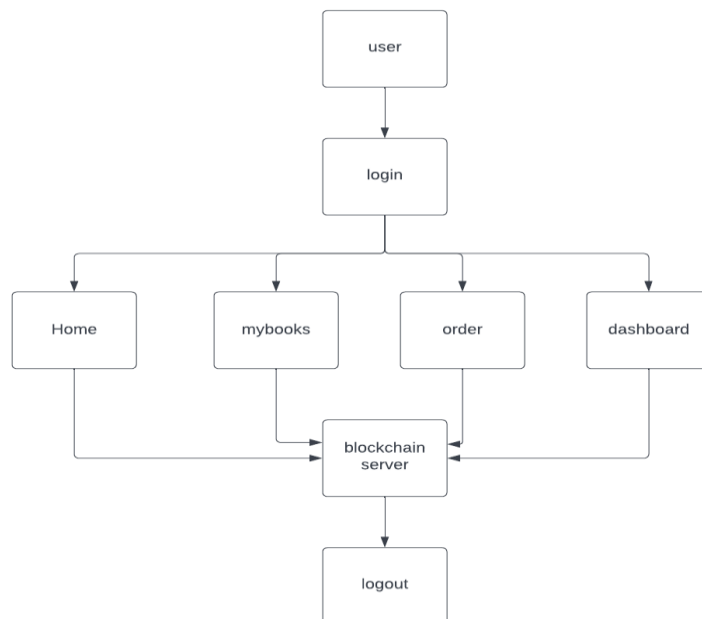 user
login
Home
mybooks
order
dashboard
blockchain
server
logout